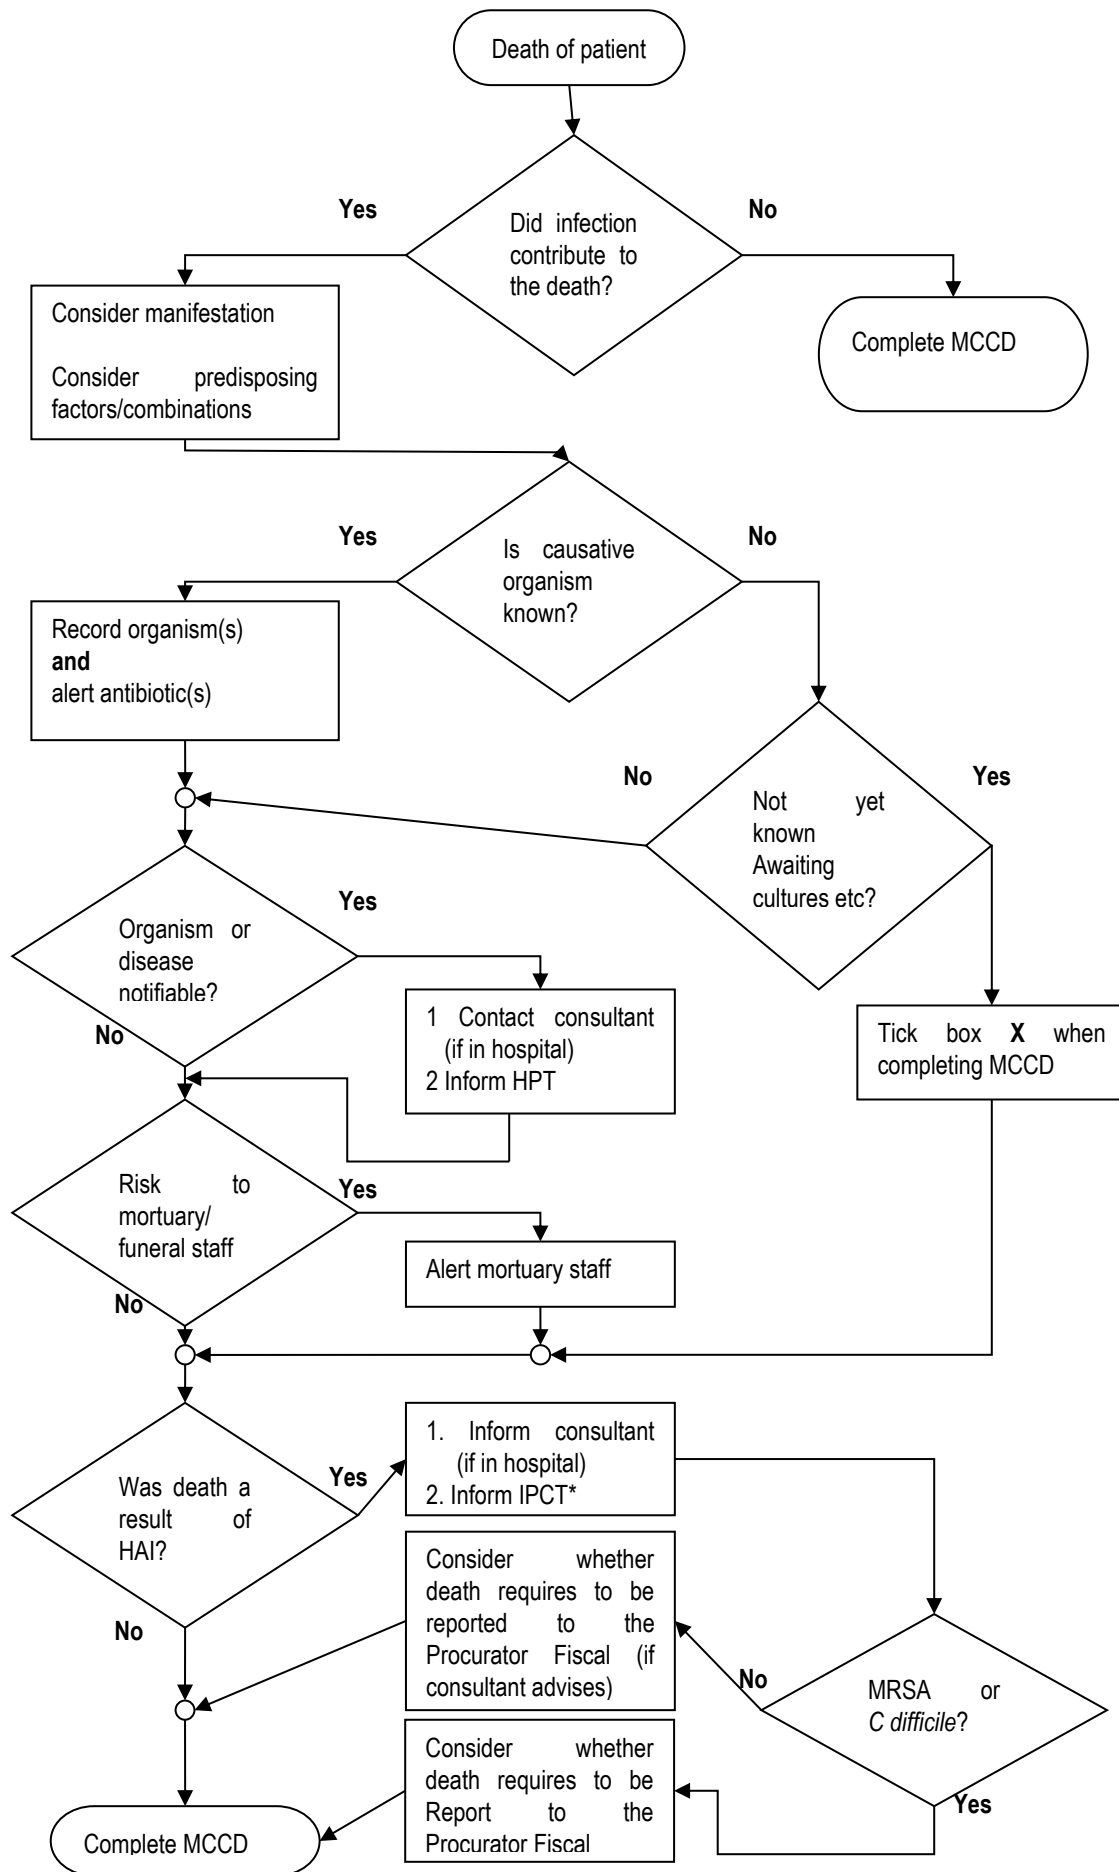 Death of patient
Yes
No
Did infection
contribute to
the death?
Consider manifestation
Consider predisposing
factors/combinations
Complete MCCD
Yes
No
Is causative
organism
known?
Record organism(s)
and
alert antibiotic(s)
No
Yes
Not yet
known
Awaiting
cultures etc?
Yes
Organism or
disease
notifiable?
No
1 Contact consultant
(if in hospital)
2 Inform HPT
Tick box X when
completing MCCD
Yes
Risk to
mortuary/
funeral staff
No
Alert mortuary staff
1. Inform consultant
(if in hospital)
2. Inform IPCT*
Yes
Was death a
result of
HAI?
No
Consider whether
death requires to be
reported to the
Procurator Fiscal (if
consultant advises)
No
MRSA or
C difficile?
Yes
Consider whether
death requires to be
Report to the
Procurator Fiscal
Complete MCCD